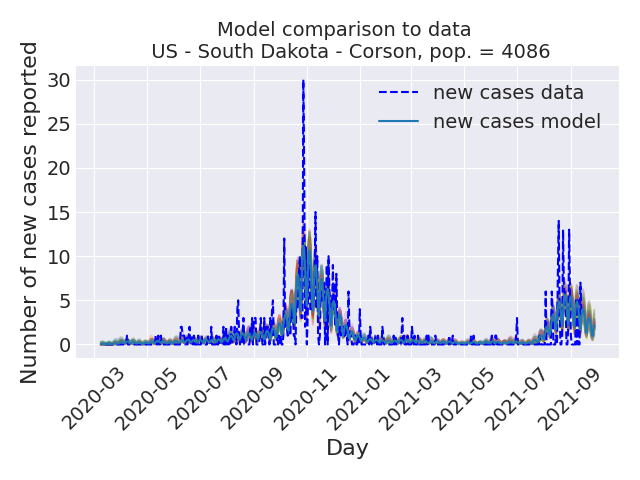 Model comparison to data
US - South Dakota - Corson, pop. = 4086
Number of new cases reported
30
25
20
15
10
5
0
new cases data
new cases model
2020-03
2020-05
2020-07
2020-09
2020-11
2021-01
2021-03
2021-05
2021-07
2021-09
Day